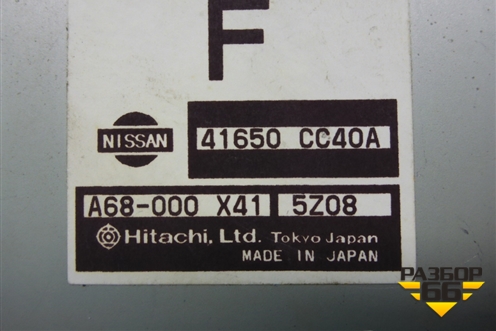 F
NISSAN 41650 CC40A
A68-000 X41 5Z08
Hitachi, Ltd. Tokyo Japan
MADE IN JAPAN
РАЗБОР
66